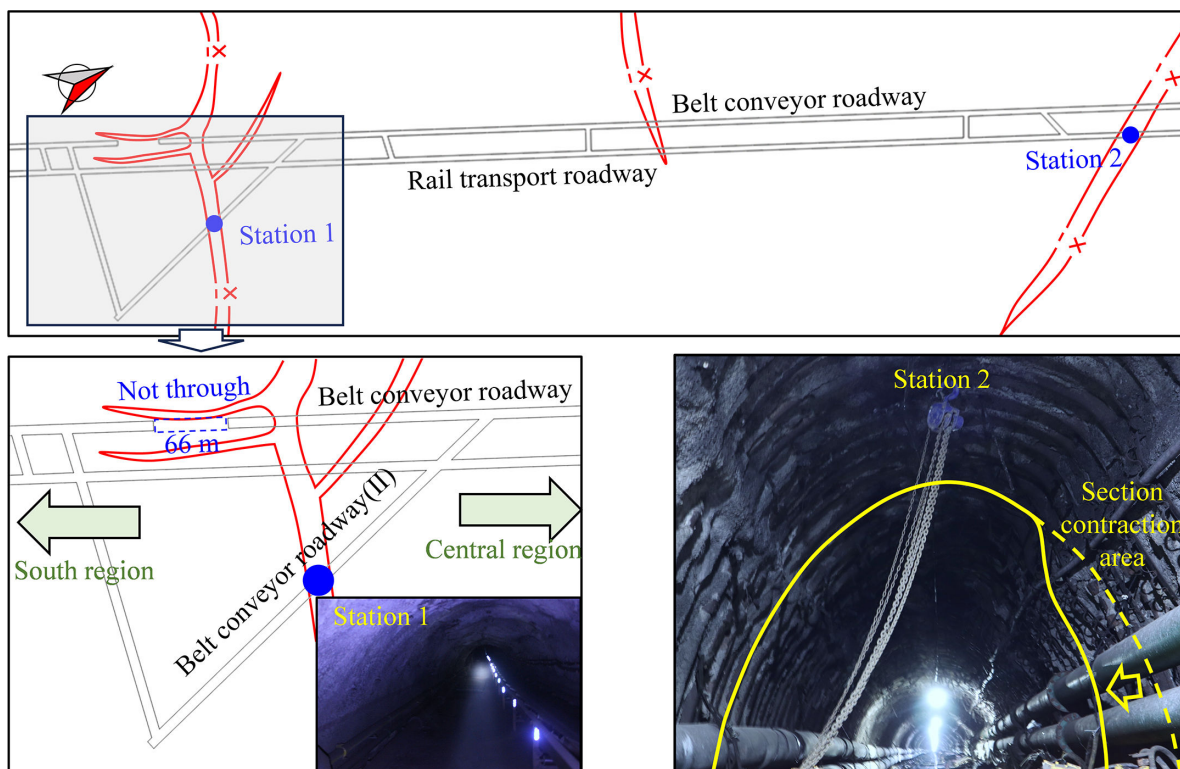 Belt conveyor roadway
Rail transport roadway
Station 2
Station 1
Not through
66 m
Belt conveyor roadway
Belt conveyor roadway(II)
South region
Central region
Station 1
Station 2
Section
contraction
area